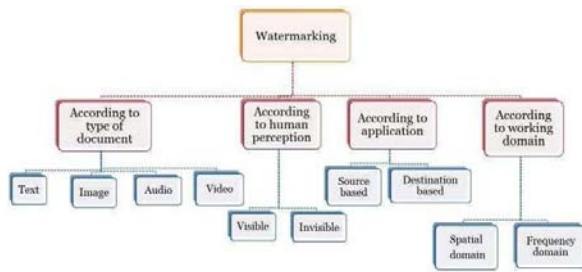 Watermarking
According to
type of
document
According
to human
perception
According to
application
According
to working
domain
Text
Image
Audio
Video
Visible
Invisible
Source
based
Destination
based
Spatial
domain
Frequency
domain